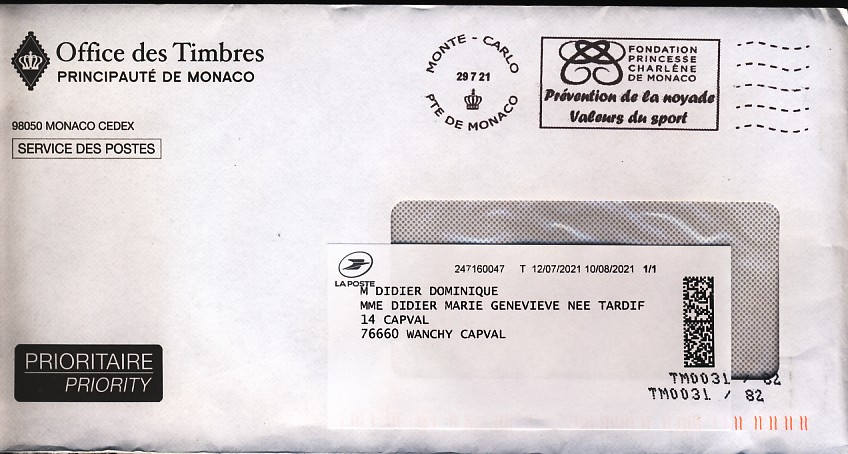 Office des Timbres
PRINCIPAUTÉ DE MONACO
98050 MONACO CEDEX
SERVICE DES POSTES
MONTE - CARLO
29 7 21
PTE DE MONACO
FONDATION
PRINCESSE
CHARLÈNE
DE MONACO
Prévention de la noyade
Valeurs du sport
LA POSTE
247160047 T 12/07/2021 10/08/2021 1/1
M DIDIER DOMINIQUE
MME DIDIER MARIE GENEVIEVE NEE TARDIF
14 CAPVAL
76660 WANCHY CAPVAL
PRIORITAIRE
PRIORITY
TM0031 / 82
TM0031 / 82